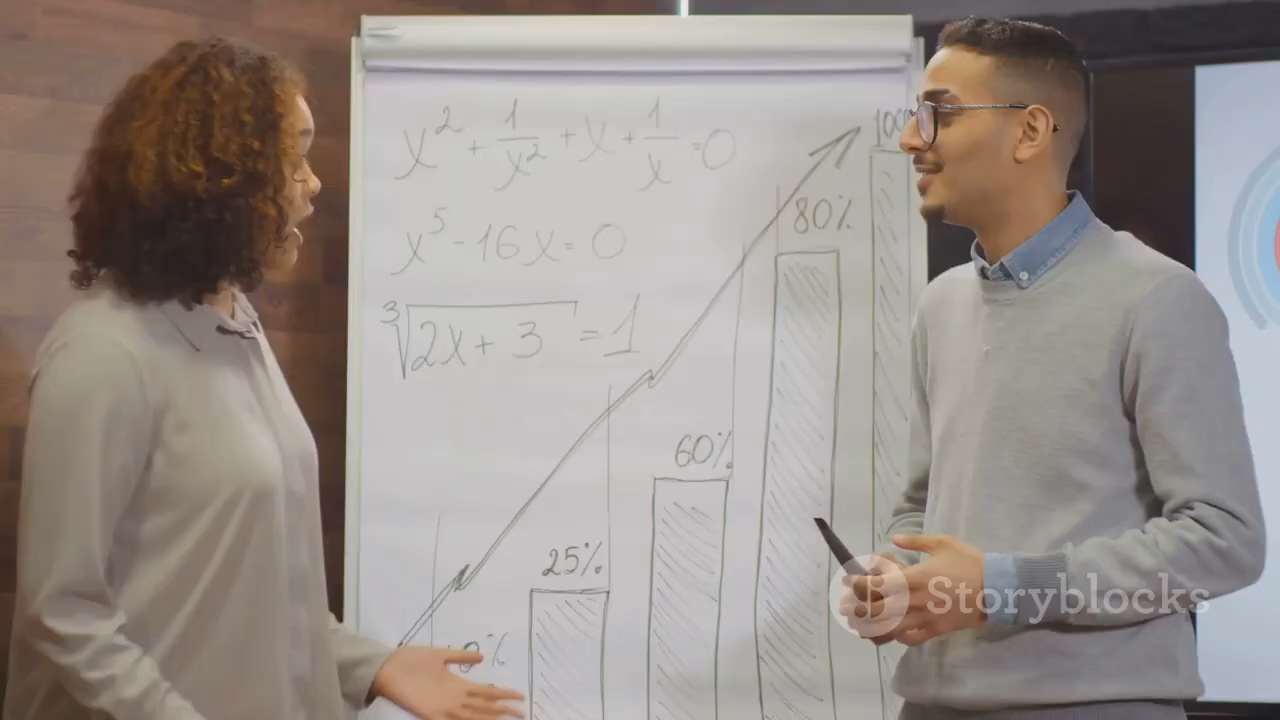 x² + 1/x² + x + 1/x = 0
x⁵ - 16x = 0
∛(2x + 3) = 1
80%
60%
25%
Storyblocks